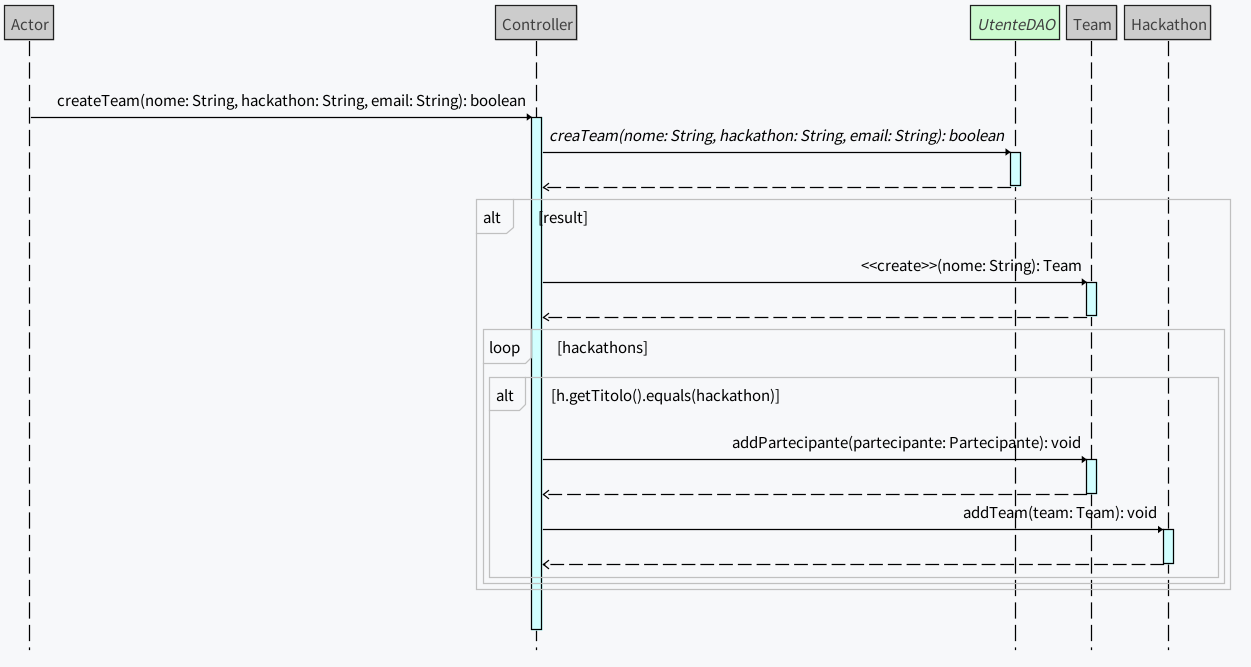 Actor
Controller
UtenteDAO
Team
Hackathon
createTeam(nome: String, hackathon: String, email: String): boolean
creaTeam(nome: String, hackathon: String, email: String): boolean
alt
[result]
<<create>>(nome: String): Team
loop
[hackathons]
alt
[h.getTitolo().equals(hackathon)]
addPartecipante(partecipante: Partecipante): void
addTeam(team: Team): void